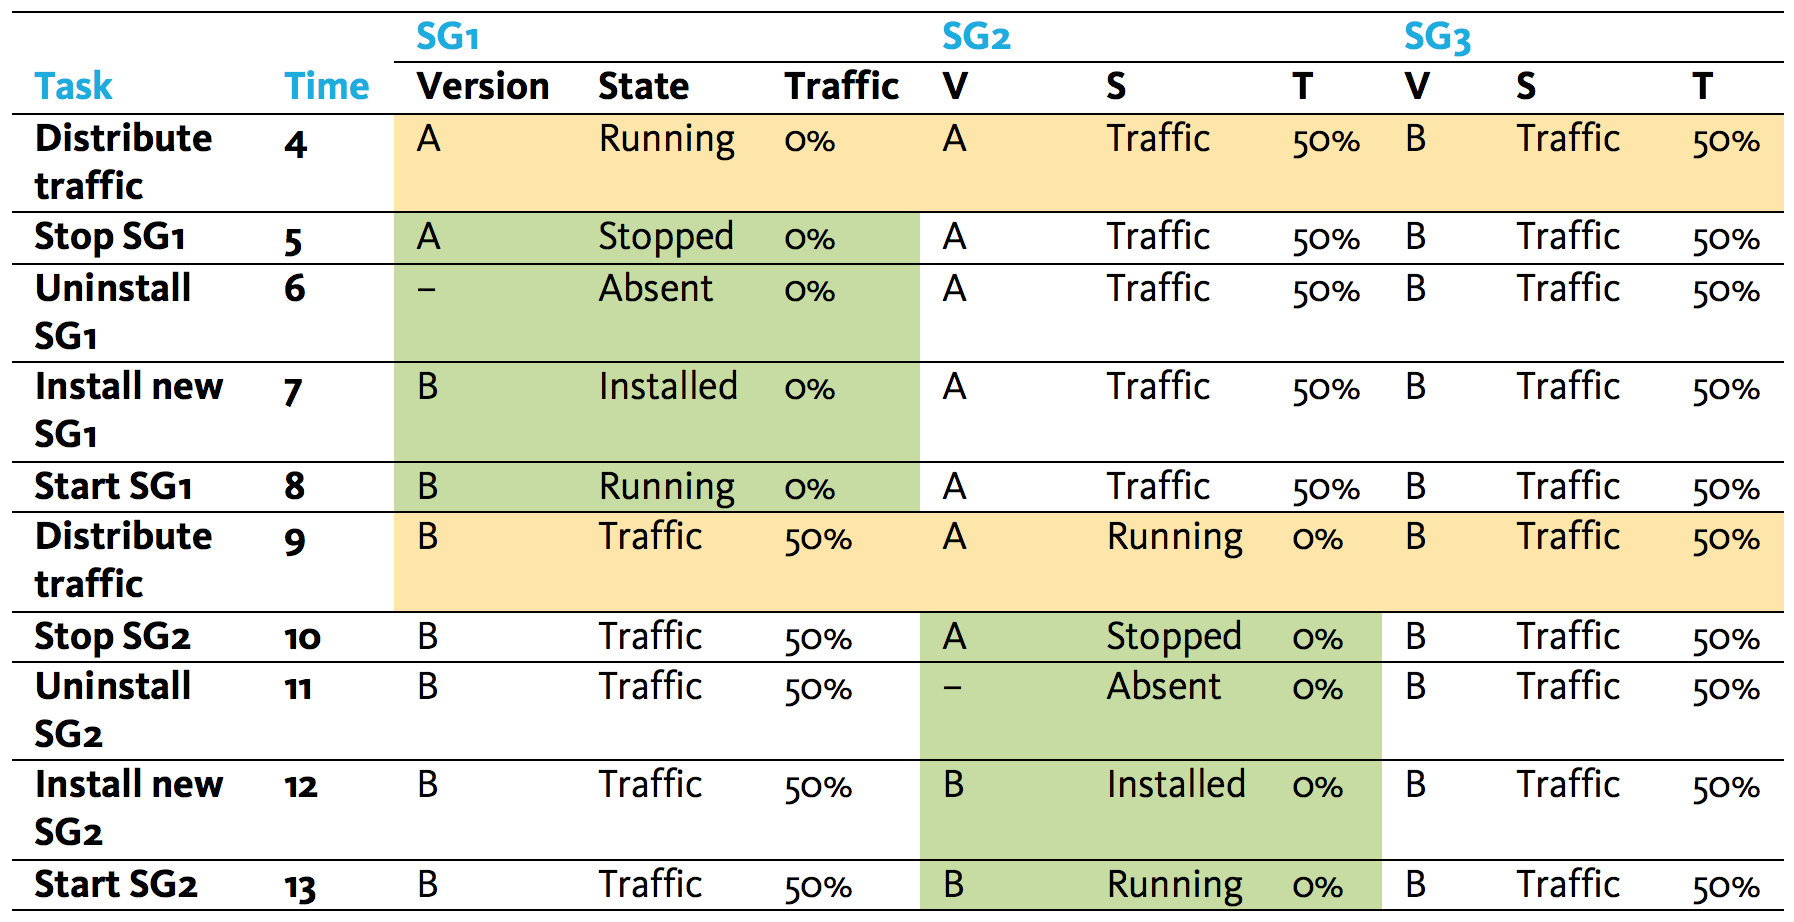 SG1 SG2 SG3
Task Time Version State Traffic V S T V S T
Distribute 4 A Running 0% A Traffic 50% B Traffic 50%
traffic
Stop SG1 5 A Stopped 0% A Traffic 50% B Traffic 50%
Uninstall 6 – Absent 0% A Traffic 50% B Traffic 50%
SG1
Install new 7 B Installed 0% A Traffic 50% B Traffic 50%
SG1
Start SG1 8 B Running 0% A Traffic 50% B Traffic 50%
Distribute 9 B Traffic 50% A Running 0% B Traffic 50%
traffic
Stop SG2 10 B Traffic 50% A Stopped 0% B Traffic 50%
Uninstall 11 B Traffic 50% – Absent 0% B Traffic 50%
SG2
Install new 12 B Traffic 50% B Installed 0% B Traffic 50%
SG2
Start SG2 13 B Traffic 50% B Running 0% B Traffic 50%